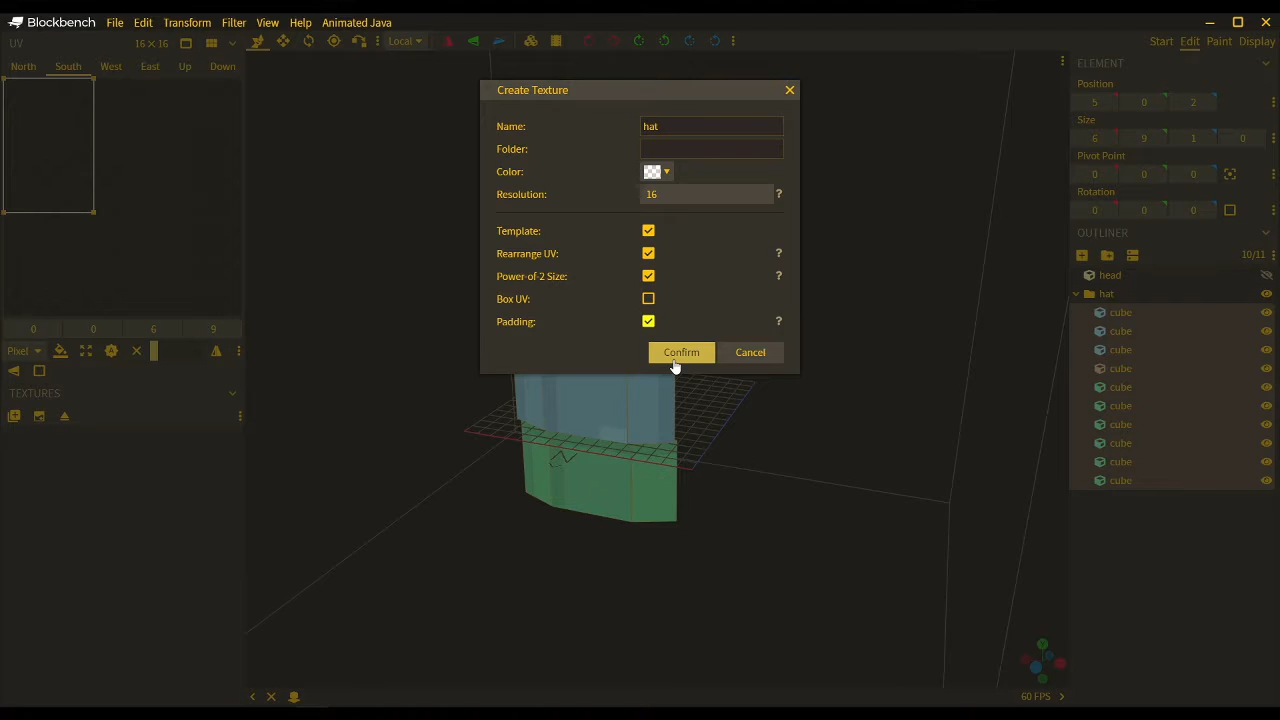 Blockbench File Edit Transform Filter View Help Animated Java
UV 16 × 16 Local Start Edit Paint Display
North South West East Up Down
ELEMENT
Position
5 0 2
Size
6 9 1 0
Pivot Point
0 0 0
Rotation
0 0 0
OUTLINER 10/11
head
hat
cube
cube
cube
cube
cube
cube
cube
cube
cube
cube
Create Texture
Name: hat
Folder:
Color:
Resolution: 16 ?
Template:
Rearrange UV: ?
Power-of-2 Size: ?
Box UV:
Padding: ?
Confirm Cancel
0 0 6 9
Pixel
TEXTURES
60 FPS